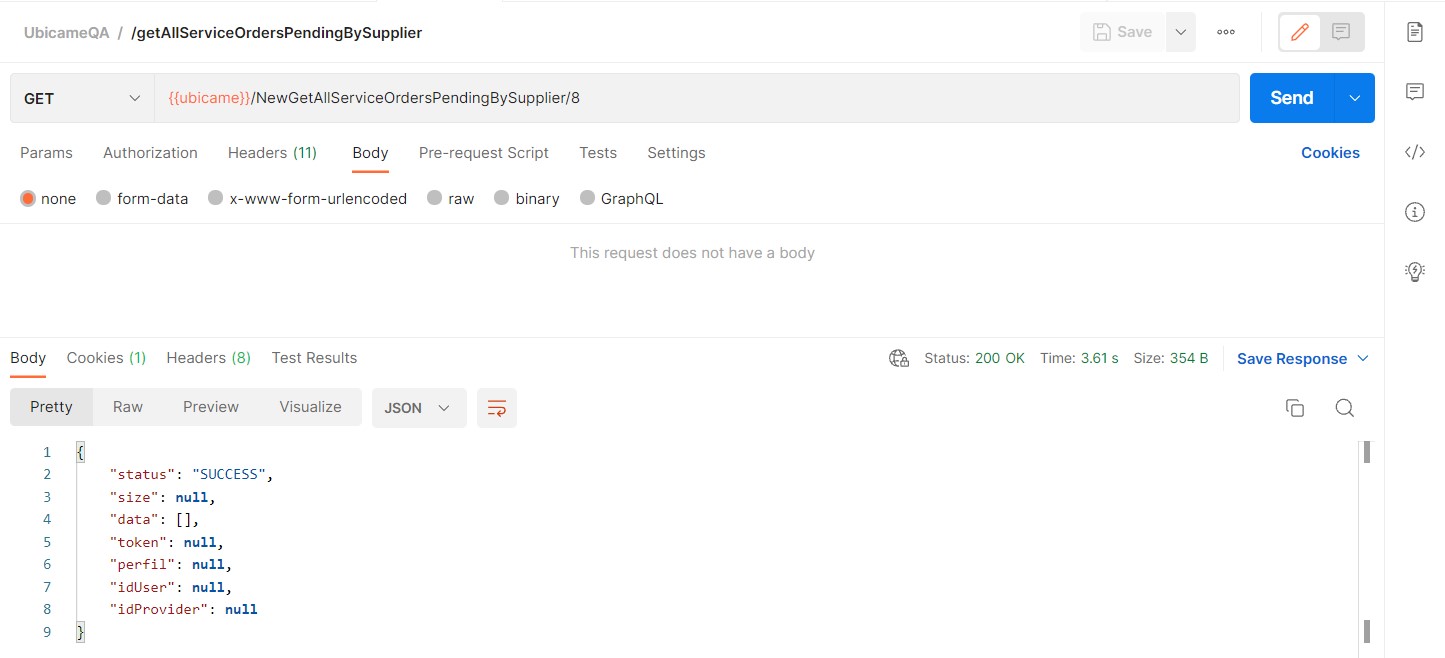 UbicameQA / /getAllServiceOrdersPendingBySupplier Save
GET {{ubicame}}/NewGetAllServiceOrdersPendingBySupplier/8 Send
Params Authorization Headers (11) Body Pre-request Script Tests Settings Cookies
none form-data x-www-form-urlencoded raw binary GraphQL
This request does not have a body
Body Cookies (1) Headers (8) Test Results Status: 200 OK Time: 3.61 s Size: 354 B Save Response
Pretty Raw Preview Visualize JSON
1 {
2 "status": "SUCCESS",
3 "size": null,
4 "data": [],
5 "token": null,
6 "perfil": null,
7 "idUser": null,
8 "idProvider": null
9 }